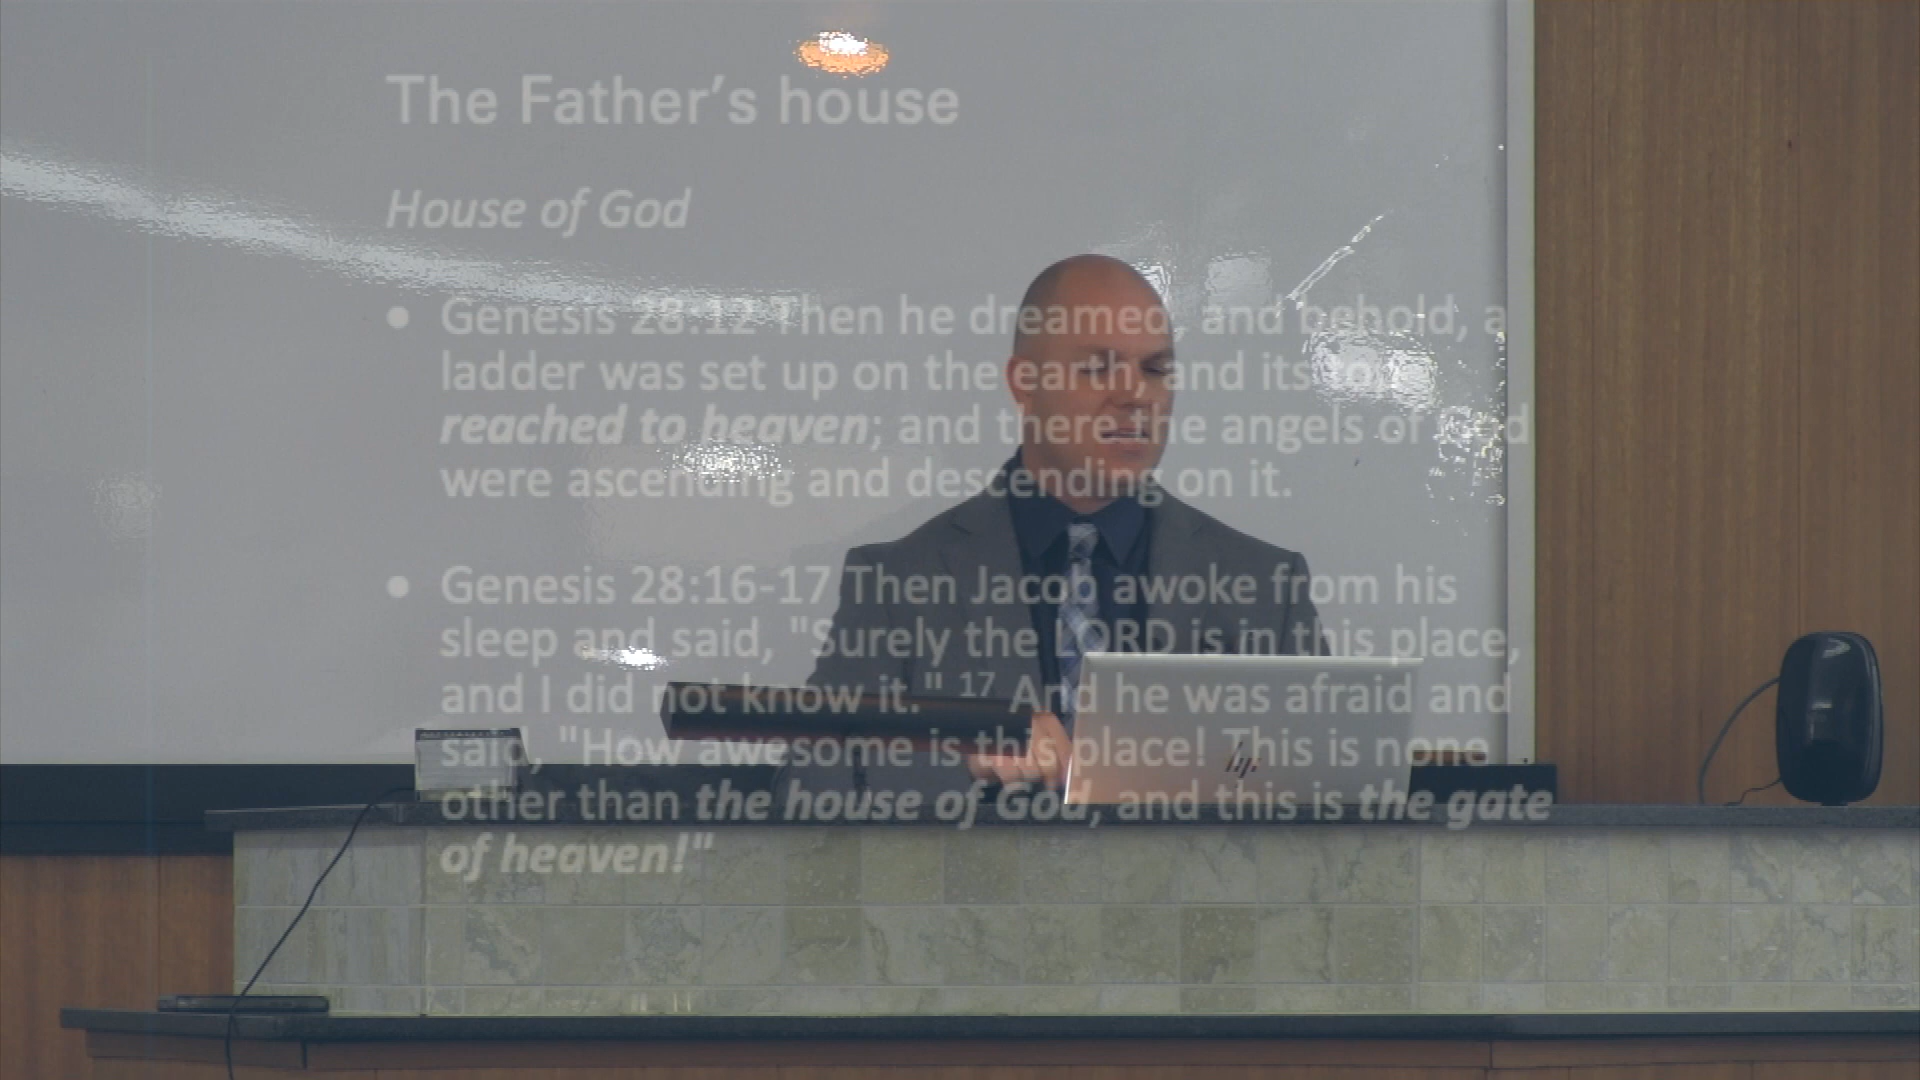 The Father’s house
House of God
● Genesis 28:12 Then he dreamed, and behold, a
ladder was set up on the earth, and its top
reached to heaven; and there the angels of God
were ascending and descending on it.
● Genesis 28:16-17 Then Jacob awoke from his
sleep and said, "Surely the LORD is in this place,
and I did not know it." 17 And he was afraid and
said, "How awesome is this place! This is none
other than the house of God, and this is the gate
of heaven!"
hp